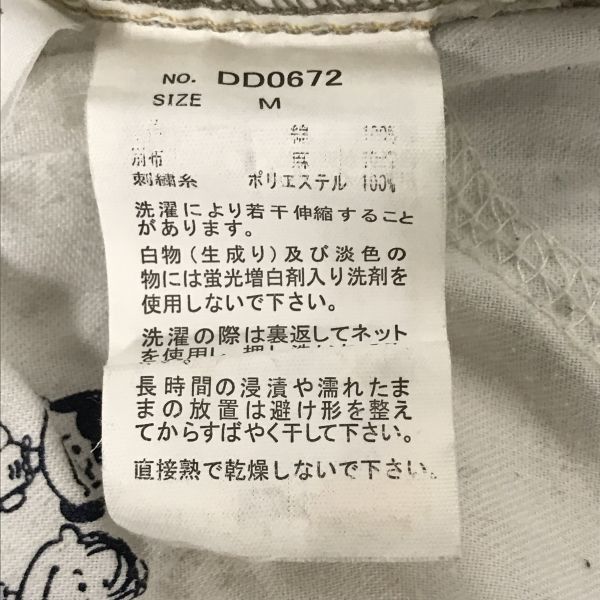 NO. DD0672
SIZE M
綿 100%
別布 麻
刺繍糸 ポリエステル 100%
洗濯により若干伸縮すること
があります。
白物(生成り)及び淡色の
物には蛍光増白剤入り洗剤を
使用しないで下さい。
洗濯の際は裏返してネット
を使用し
長時間の浸漬や濡れたま
まの放置は避け形を整え
てからすばやく干して下さい。
直接熱で乾燥しないで下さい。